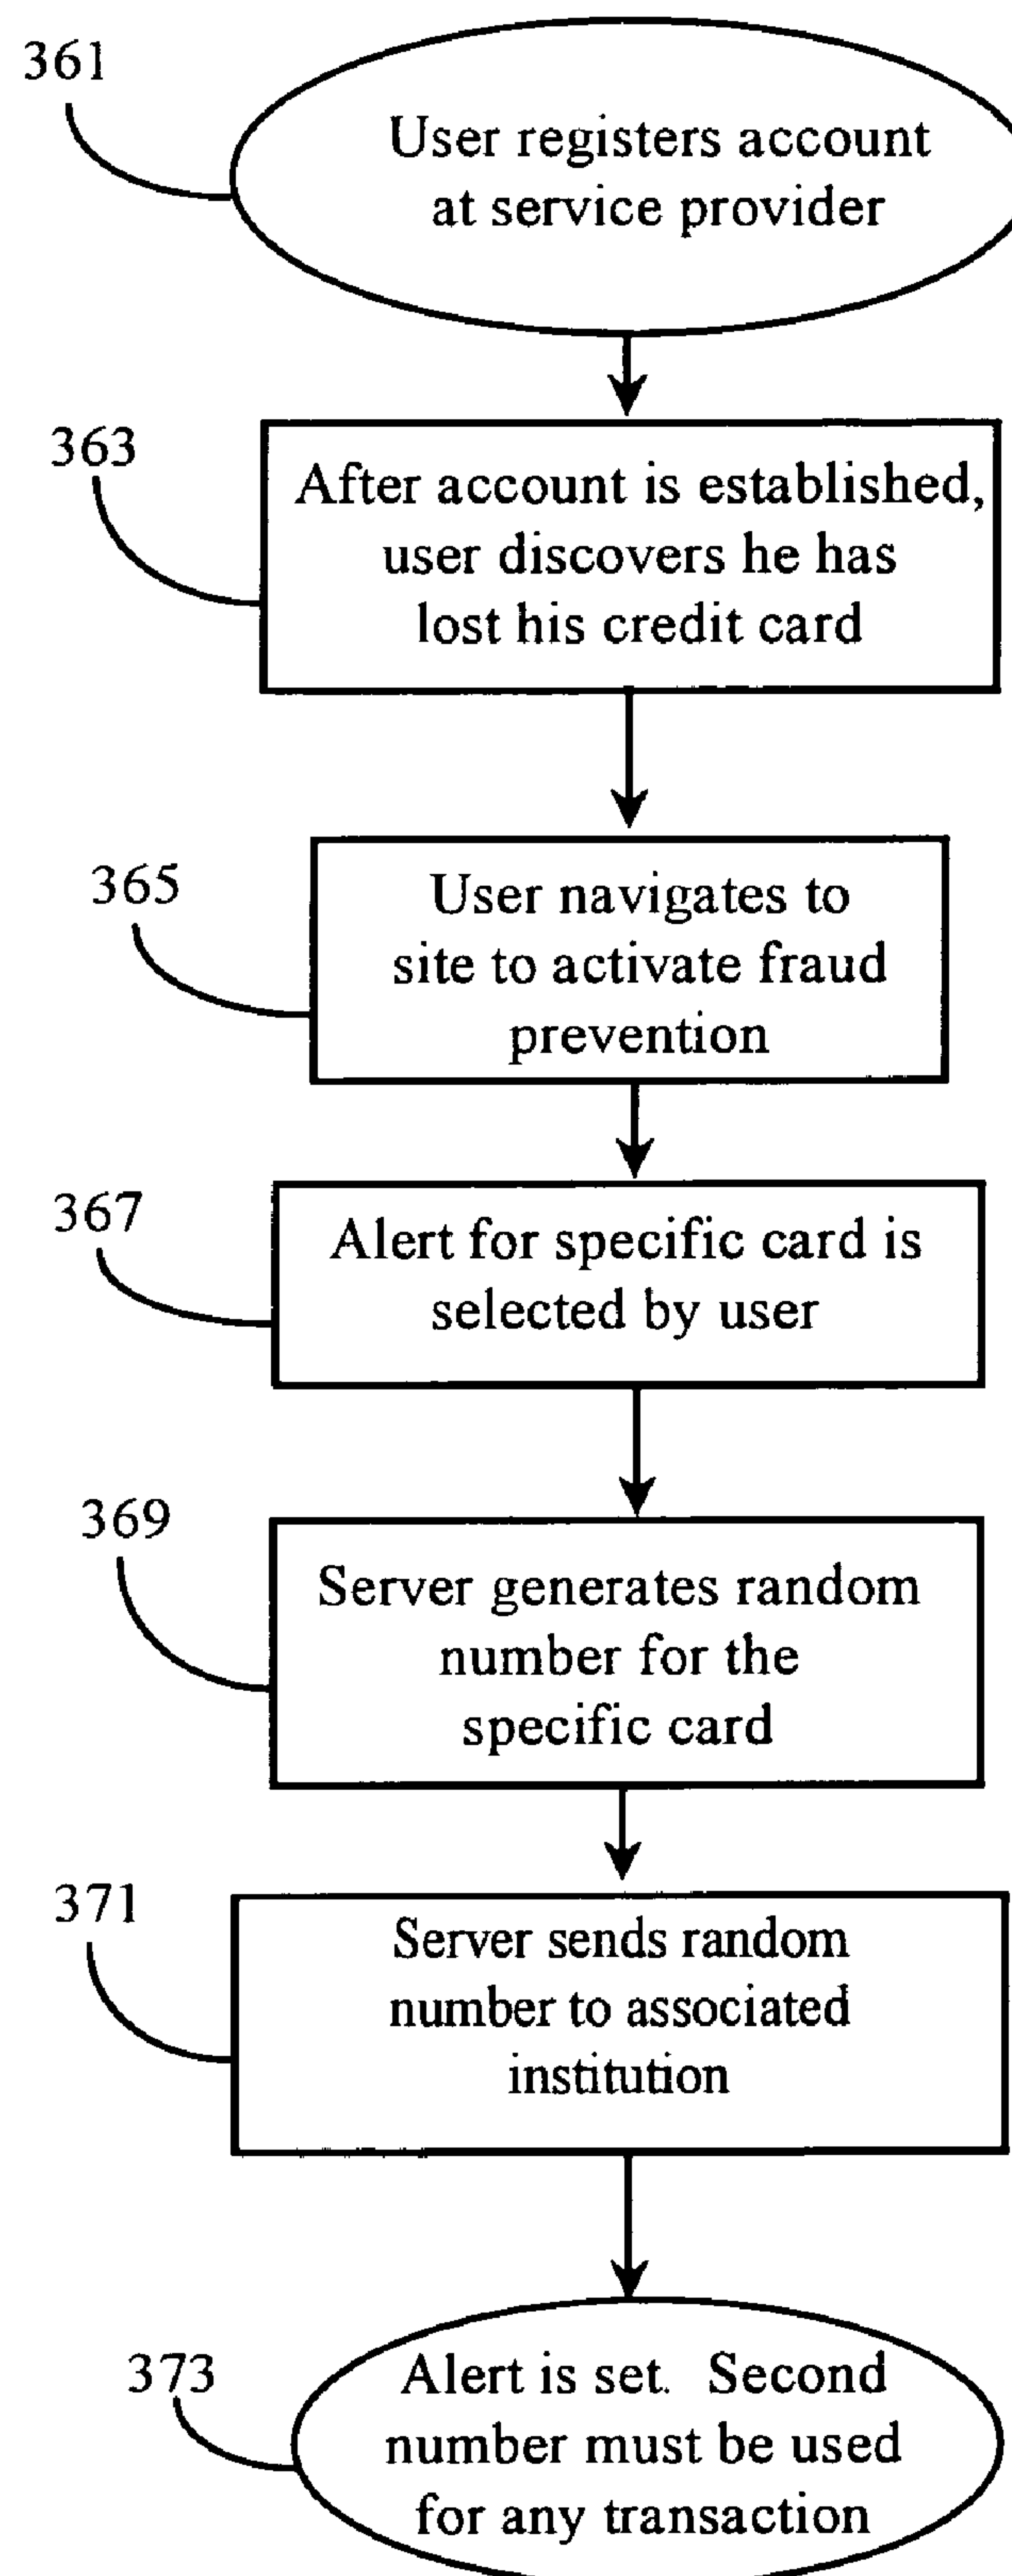 361
User registers account
at service provider
363
After account is established,
user discovers he has
lost his credit card
365
User navigates to
site to activate fraud
prevention
367
Alert for specific card is
selected by user
369
Server generates random
number for the
specific card
371
Server sends random
number to associated
institution
373
Alert is set. Second
number must be used
for any transaction